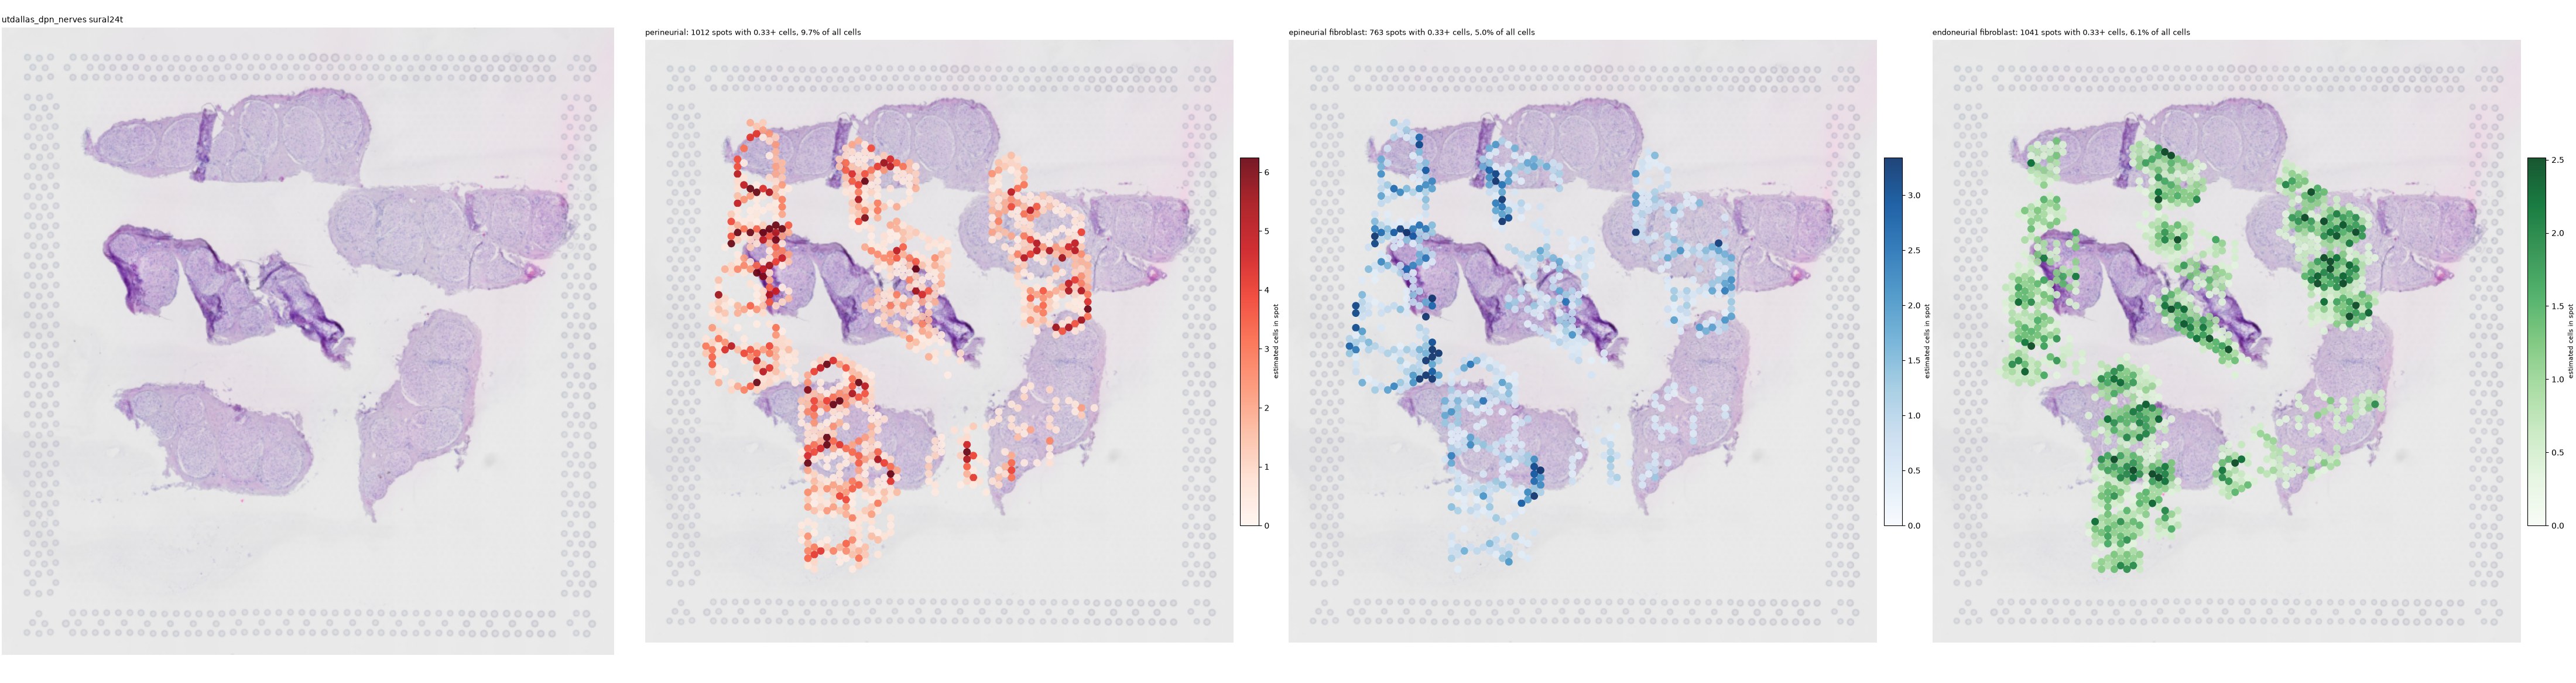 utdallas_dpn_nerves sural24t
perineurial: 1012 spots with 0.33+ cells, 9.7% of all cells
6
5
4
3
2
1
0
estimated cells in spot
epineurial fibroblast: 763 spots with 0.33+ cells, 5.0% of all cells
3.0
2.5
2.0
1.5
1.0
0.5
0.0
estimated cells in spot
endoneurial fibroblast: 1041 spots with 0.33+ cells, 6.1% of all cells
2.5
2.0
1.5
1.0
0.5
0.0
estimated cells in spot